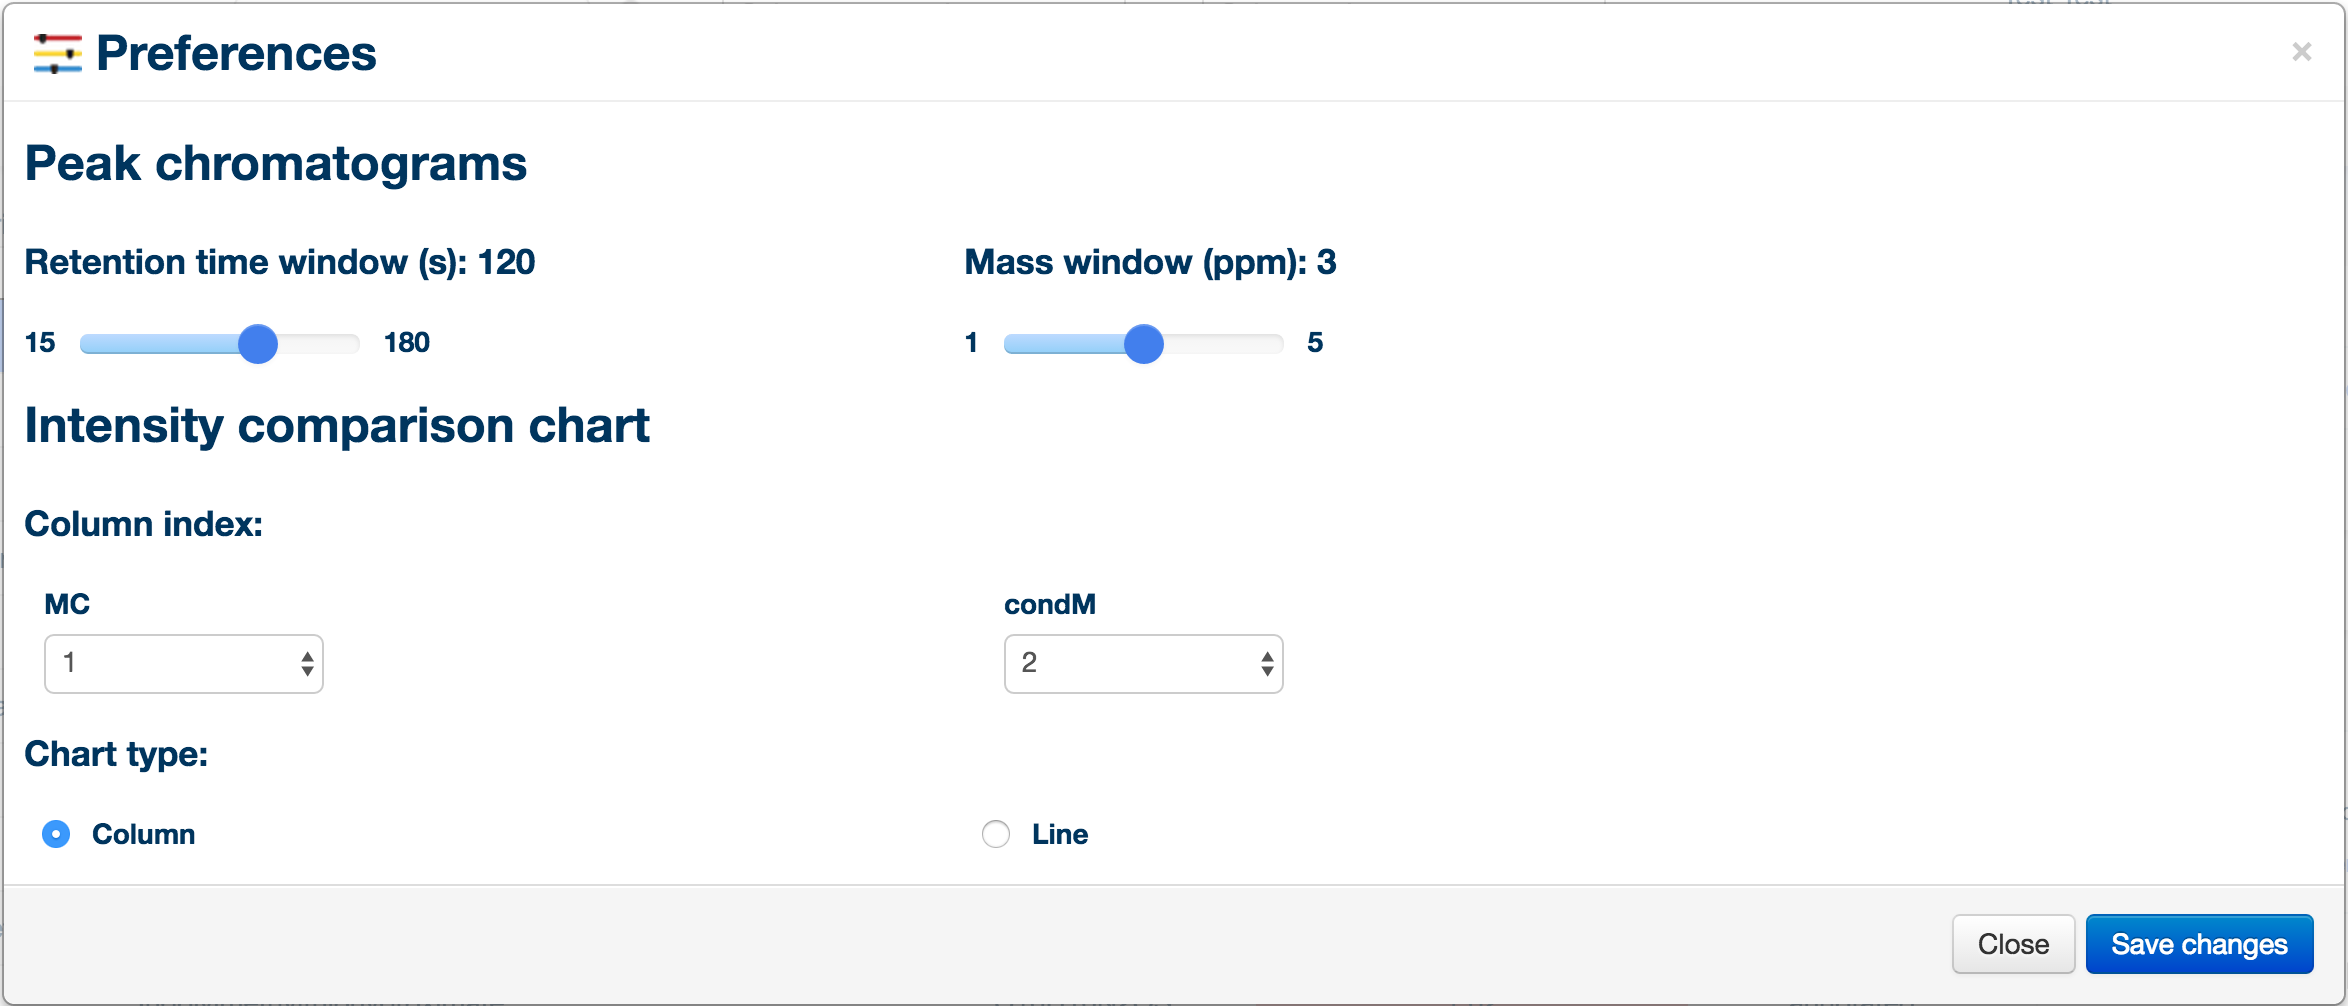 Preferences
×
Peak chromatograms
Retention time window (s): 120
Mass window (ppm): 3
15 180
1 5
Intensity comparison chart
Column index:
MC
condM
1
2
Chart type:
Column
Line
Close
Save changes